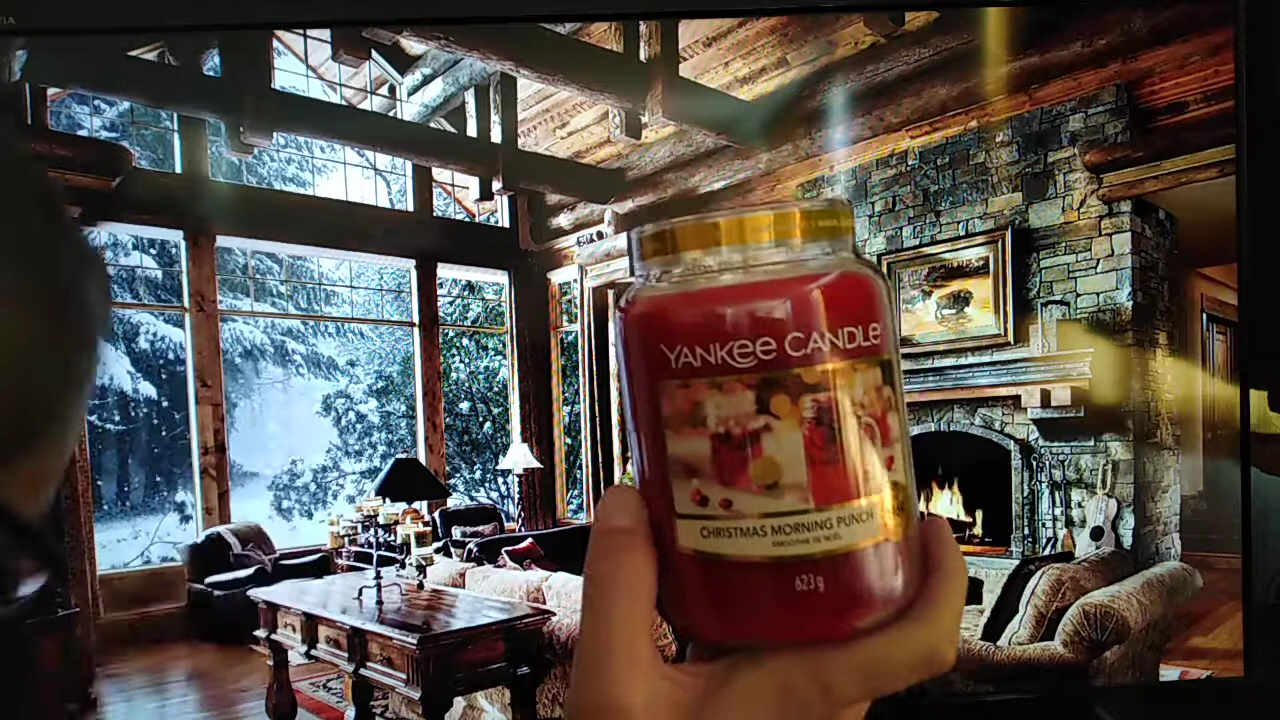 YANKEE CANDLE
CHRISTMAS MORNING PUNCH
SMOOTHIE DE NOËL
623g